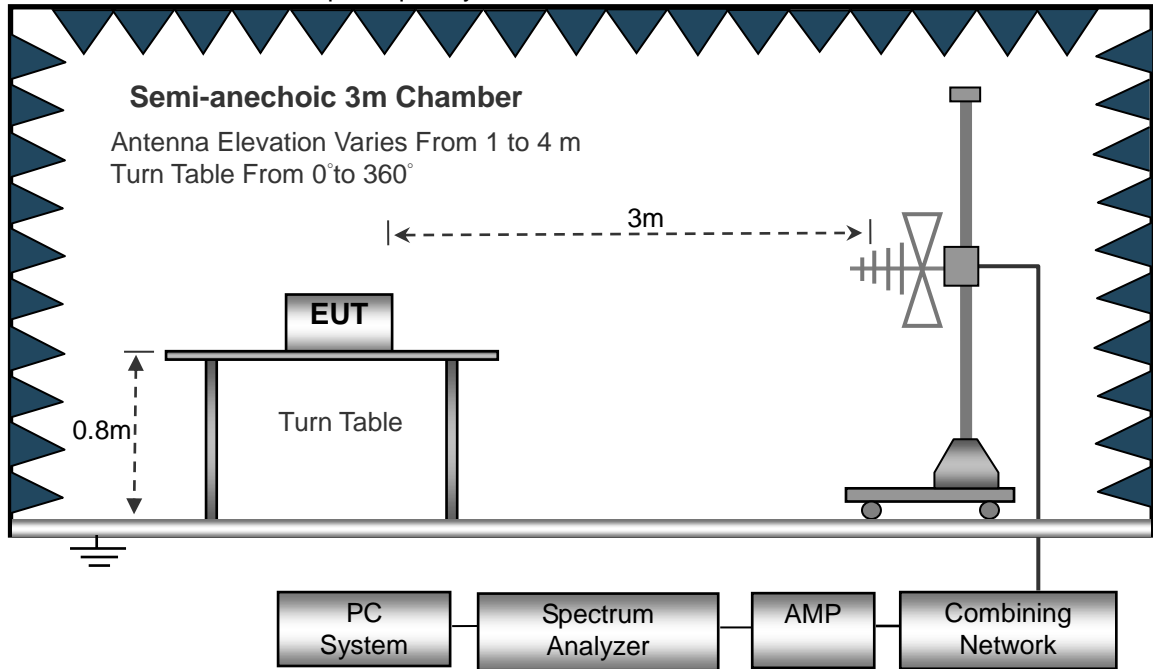 Semi-anechoic 3m Chamber
Antenna Elevation Varies From 1 to 4 m
Turn Table From 0°to 360°
3m
EUT
0.8m
Turn Table
PC
System
Spectrum
Analyzer
AMP
Combining
Network